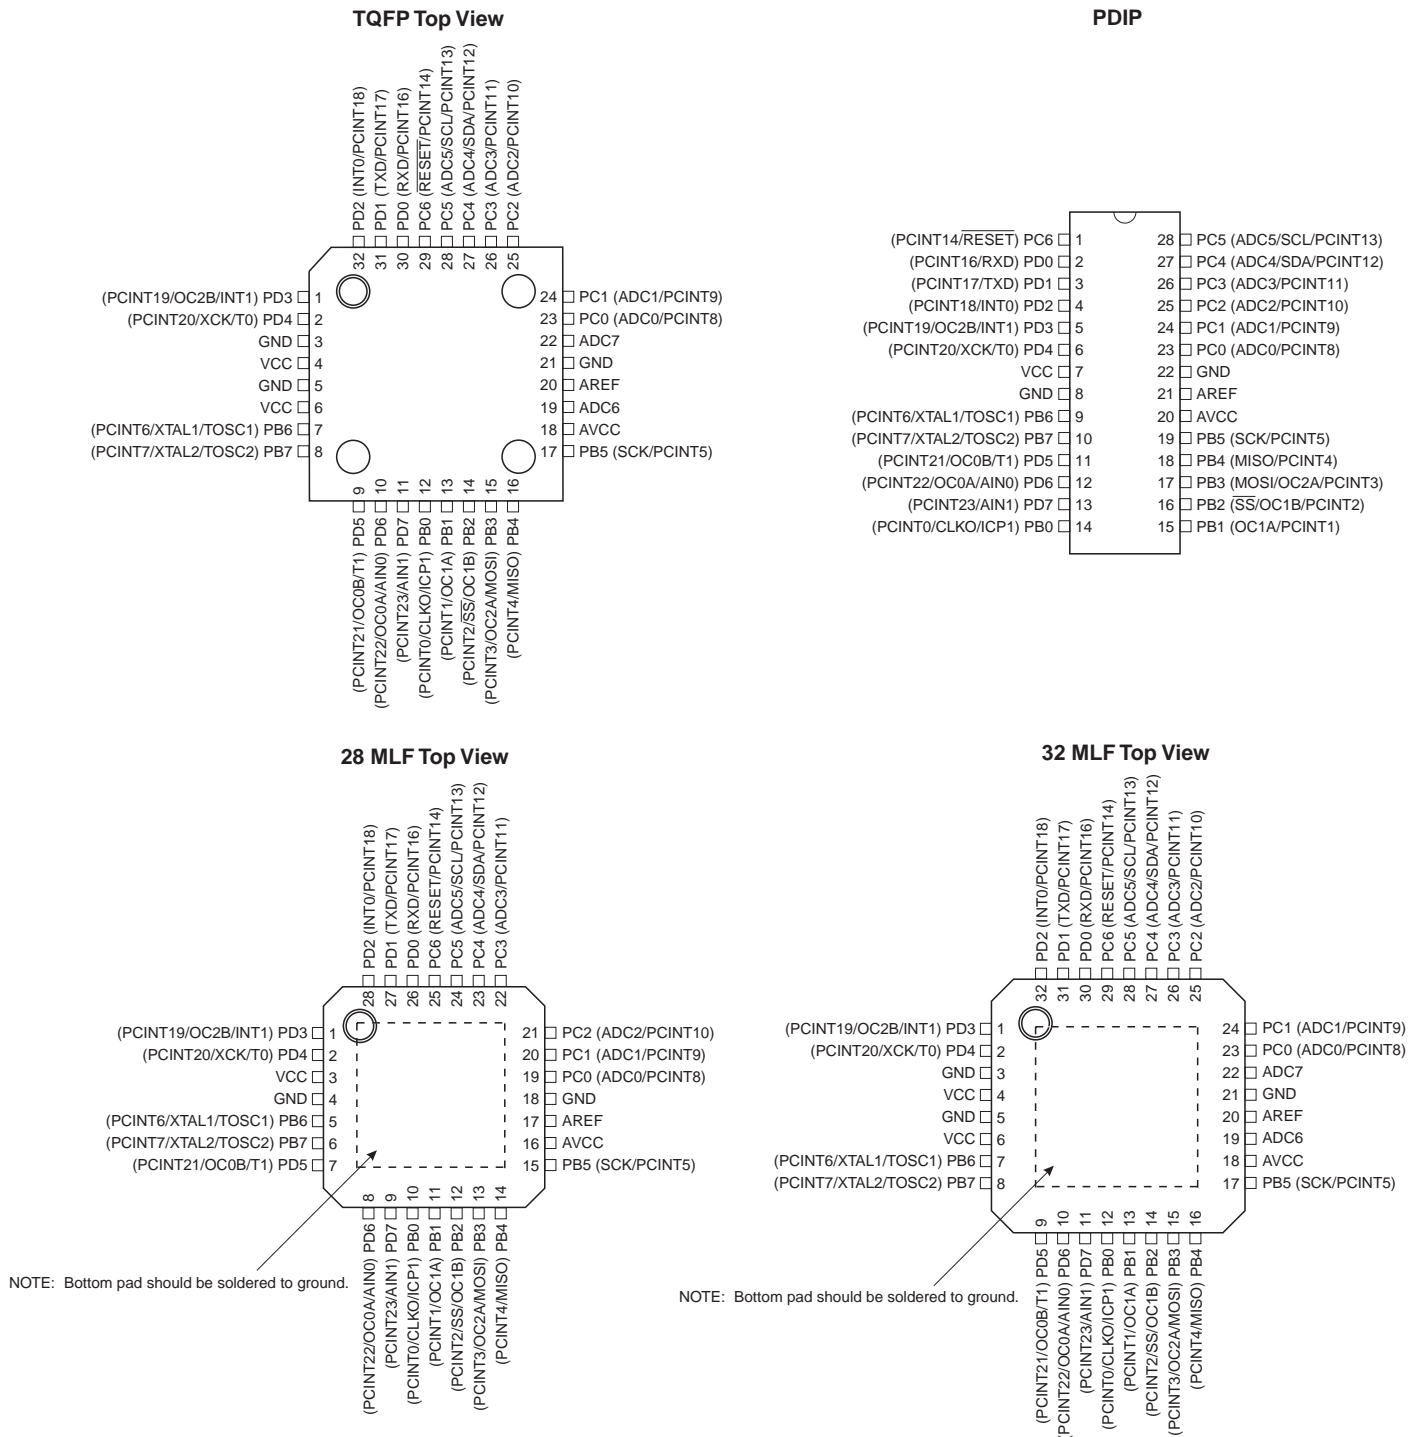 TQFP Top View
PD2 (INT0/PCINT18)
PD1 (TXD/PCINT17)
PD0 (RXD/PCINT16)
PC6 (RESET/PCINT14)
PC5 (ADC5/SCL/PCINT13)
PC4 (ADC4/SDA/PCINT12)
PC3 (ADC3/PCINT11)
PC2 (ADC2/PCINT10)
32 31 30 29 28 27 26 25
(PCINT19/OC2B/INT1) PD3 1
(PCINT20/XCK/T0) PD4 2
GND 3
VCC 4
GND 5
VCC 6
(PCINT6/XTAL1/TOSC1) PB6 7
(PCINT7/XTAL2/TOSC2) PB7 8
24 PC1 (ADC1/PCINT9)
23 PC0 (ADC0/PCINT8)
22 ADC7
21 GND
20 AREF
19 ADC6
18 AVCC
17 PB5 (SCK/PCINT5)
9 10 11 12 13 14 15 16
(PCINT21/OC0B/T1) PD5
(PCINT22/OC0A/AIN0) PD6
(PCINT23/AIN1) PD7
(PCINT0/CLKO/ICP1) PB0
(PCINT1/OC1A) PB1
(PCINT2/SS/OC1B) PB2
(PCINT3/OC2A/MOSI) PB3
(PCINT4/MISO) PB4
PDIP
(PCINT14/RESET) PC6 1
(PCINT16/RXD) PD0 2
(PCINT17/TXD) PD1 3
(PCINT18/INT0) PD2 4
(PCINT19/OC2B/INT1) PD3 5
(PCINT20/XCK/T0) PD4 6
VCC 7
GND 8
(PCINT6/XTAL1/TOSC1) PB6 9
(PCINT7/XTAL2/TOSC2) PB7 10
(PCINT21/OC0B/T1) PD5 11
(PCINT22/OC0A/AIN0) PD6 12
(PCINT23/AIN1) PD7 13
(PCINT0/CLKO/ICP1) PB0 14
28 PC5 (ADC5/SCL/PCINT13)
27 PC4 (ADC4/SDA/PCINT12)
26 PC3 (ADC3/PCINT11)
25 PC2 (ADC2/PCINT10)
24 PC1 (ADC1/PCINT9)
23 PC0 (ADC0/PCINT8)
22 GND
21 AREF
20 AVCC
19 PB5 (SCK/PCINT5)
18 PB4 (MISO/PCINT4)
17 PB3 (MOSI/OC2A/PCINT3)
16 PB2 (SS/OC1B/PCINT2)
15 PB1 (OC1A/PCINT1)
28 MLF Top View
PD2 (INT0/PCINT18)
PD1 (TXD/PCINT17)
PD0 (RXD/PCINT16)
PC6 (RESET/PCINT14)
PC5 (ADC5/SCL/PCINT13)
PC4 (ADC4/SDA/PCINT12)
PC3 (ADC3/PCINT11)
28 27 26 25 24 23 22
(PCINT19/OC2B/INT1) PD3 1
(PCINT20/XCK/T0) PD4 2
VCC 3
GND 4
(PCINT6/XTAL1/TOSC1) PB6 5
(PCINT7/XTAL2/TOSC2) PB7 6
(PCINT21/OC0B/T1) PD5 7
21 PC2 (ADC2/PCINT10)
20 PC1 (ADC1/PCINT9)
19 PC0 (ADC0/PCINT8)
18 GND
17 AREF
16 AVCC
15 PB5 (SCK/PCINT5)
8 9 10 11 12 13 14
(PCINT22/OC0A/AIN0) PD6
(PCINT23/AIN1) PD7
(PCINT0/CLKO/ICP1) PB0
(PCINT1/OC1A) PB1
(PCINT2/SS/OC1B) PB2
(PCINT3/OC2A/MOSI) PB3
(PCINT4/MISO) PB4
NOTE: Bottom pad should be soldered to ground.
32 MLF Top View
PD2 (INT0/PCINT18)
PD1 (TXD/PCINT17)
PD0 (RXD/PCINT16)
PC6 (RESET/PCINT14)
PC5 (ADC5/SCL/PCINT13)
PC4 (ADC4/SDA/PCINT12)
PC3 (ADC3/PCINT11)
PC2 (ADC2/PCINT10)
32 31 30 29 28 27 26 25
(PCINT19/OC2B/INT1) PD3 1
(PCINT20/XCK/T0) PD4 2
GND 3
VCC 4
GND 5
VCC 6
(PCINT6/XTAL1/TOSC1) PB6 7
(PCINT7/XTAL2/TOSC2) PB7 8
24 PC1 (ADC1/PCINT9)
23 PC0 (ADC0/PCINT8)
22 ADC7
21 GND
20 AREF
19 ADC6
18 AVCC
17 PB5 (SCK/PCINT5)
9 10 11 12 13 14 15 16
(PCINT21/OC0B/T1) PD5
(PCINT22/OC0A/AIN0) PD6
(PCINT23/AIN1) PD7
(PCINT0/CLKO/ICP1) PB0
(PCINT1/OC1A) PB1
(PCINT2/SS/OC1B) PB2
(PCINT3/OC2A/MOSI) PB3
(PCINT4/MISO) PB4
NOTE: Bottom pad should be soldered to ground.